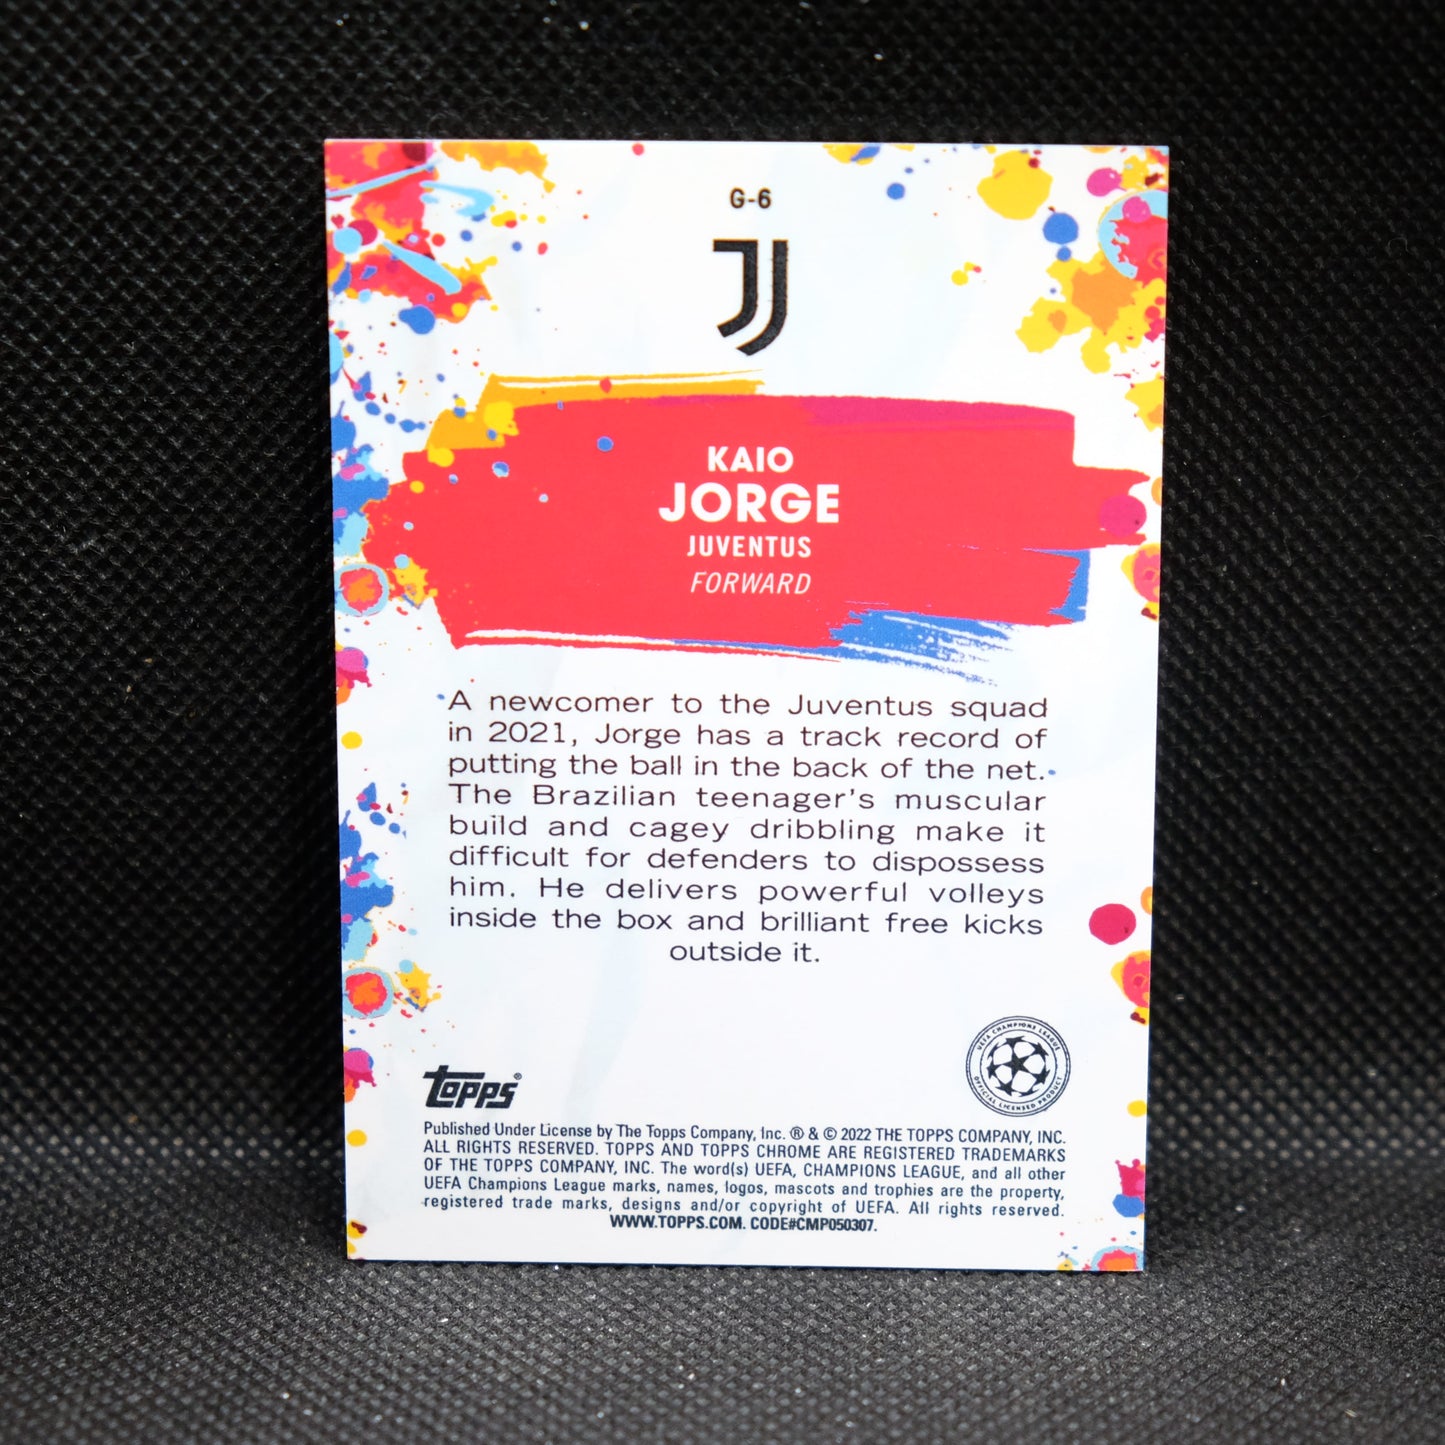 G-6
KAIO
JORGE
JUVENTUS
FORWARD
A newcomer to the Juventus squad
in 2021, Jorge has a track record of
putting the ball in the back of the net.
The Brazilian teenager's muscular
build and cagey dribbling make it
difficult for defenders to dispossess
him. He delivers powerful volleys
inside the box and brilliant free kicks
outside it.
UEFA CHAMPIONS LEAGUE
OFFICIAL LICENSED PRODUCT
topps®
Published Under License by The Topps Company, Inc. ® & © 2022 THE TOPPS COMPANY, INC.
ALL RIGHTS RESERVED. TOPPS AND TOPPS CHROME ARE REGISTERED TRADEMARKS
OF THE TOPPS COMPANY, INC. The word(s) UEFA, CHAMPIONS LEAGUE, and all other
UEFA Champions League marks, names, logos, mascots and trophies are the property,
registered trade marks, designs and/or copyright of UEFA. All rights reserved.
WWW.TOPPS.COM. CODE#CMP050307.